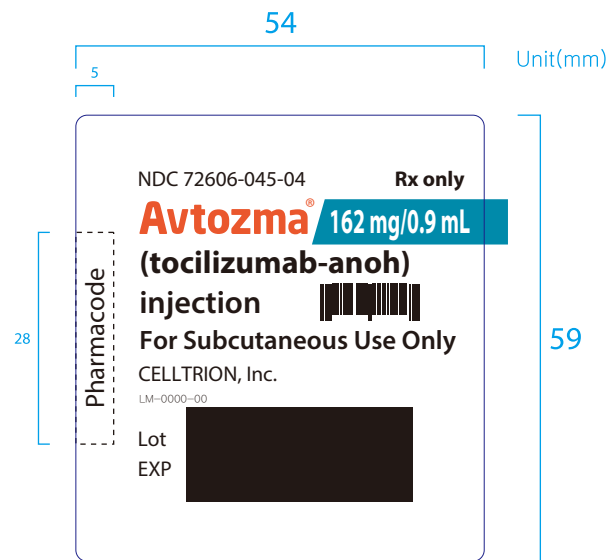 54
Unit(mm)
5
NDC 72606-045-04 Rx only
Avtozma® 162 mg/0.9 mL
(tocilizumab-anoh)
injection
28
Pharmacode
59
For Subcutaneous Use Only
CELLTRION, Inc.
LM-0000-00
Lot
EXP